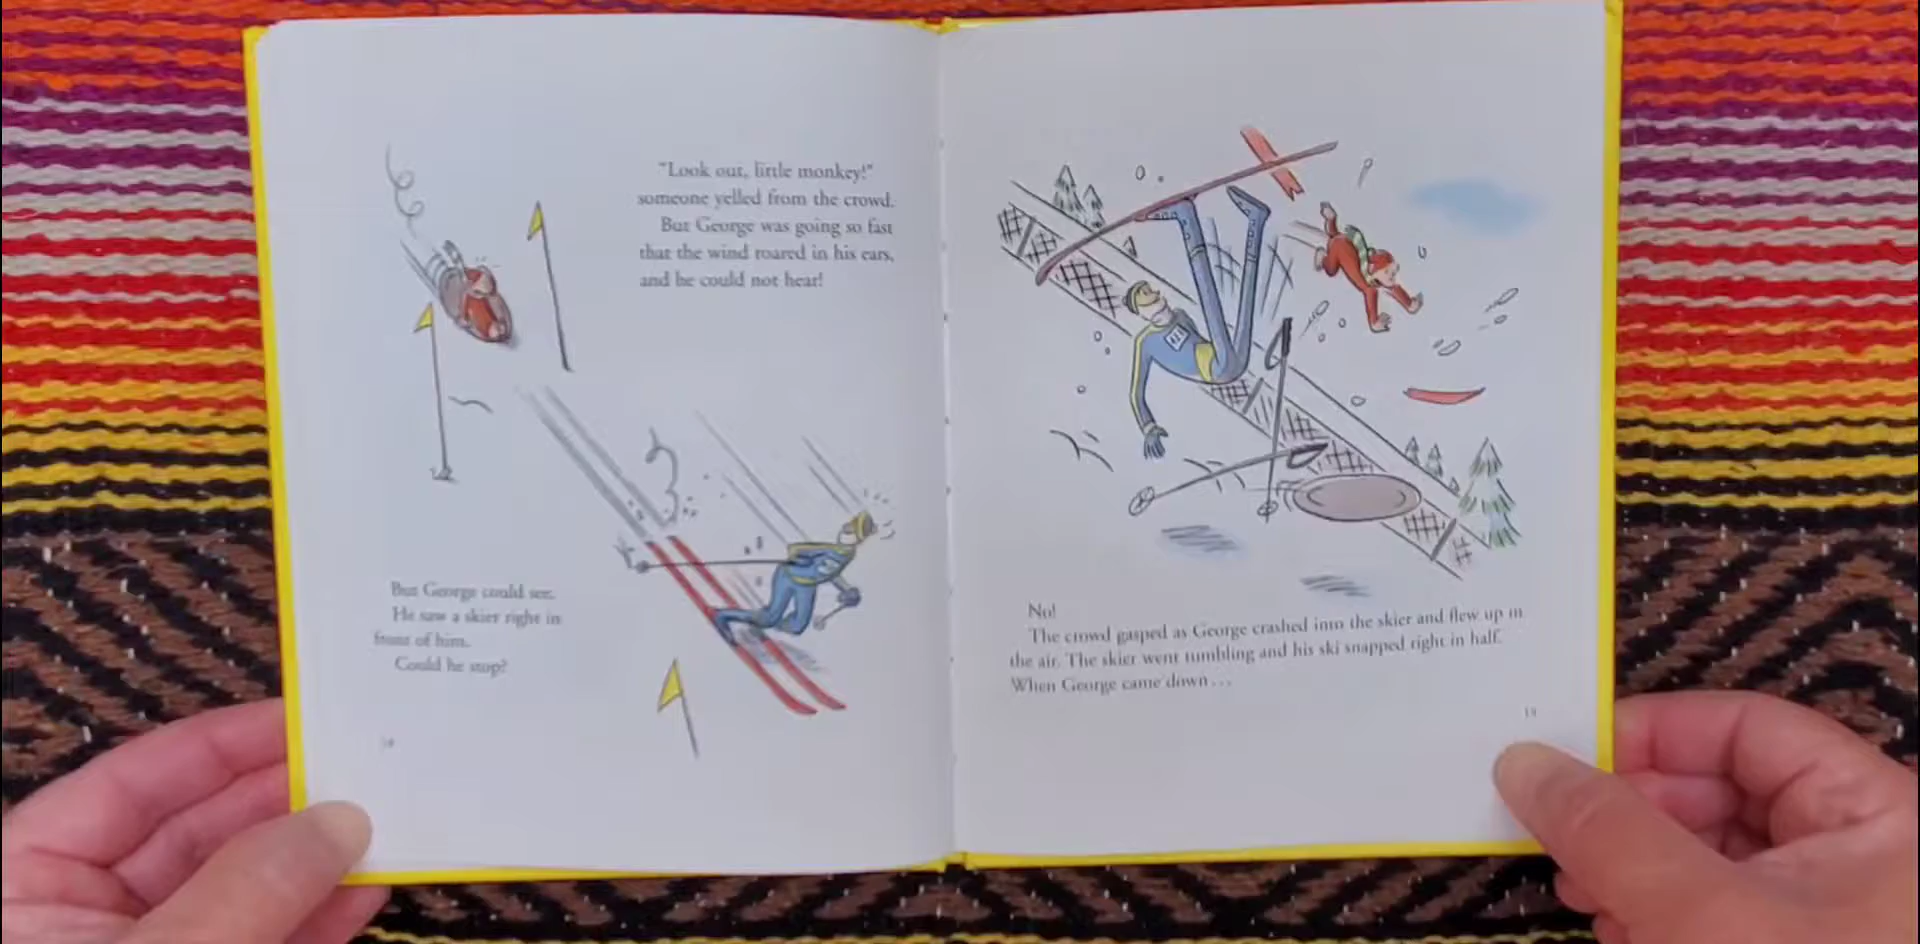 "Look out, little monkey!"
someone yelled from the crowd.
But George was going so fast
that the wind roared in his ears,
and he could not hear!
But George could see.
He saw a skier right in
front of him.
Could he stop?
No!
The crowd gasped as George crashed into the skier and flew up in
the air. The skier went tumbling and his ski snapped right in half.
When George came down . . .